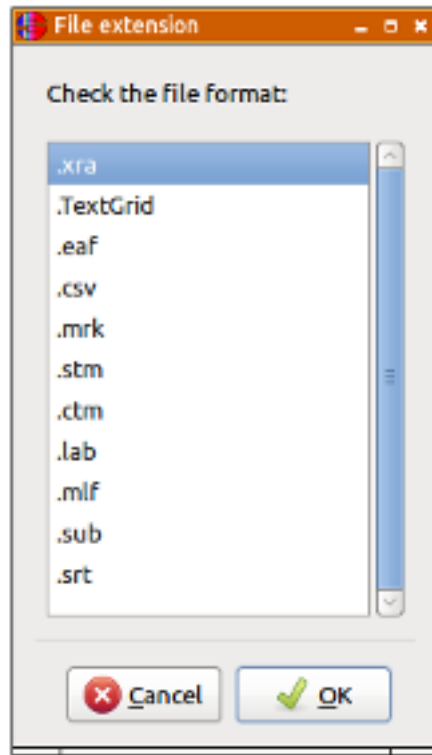 File extension
Check the file format:
.xra
.TextGrid
.eaf
.csv
.mrk
.stm
.ctm
.lab
.mlf
.sub
.srt
Cancel
OK